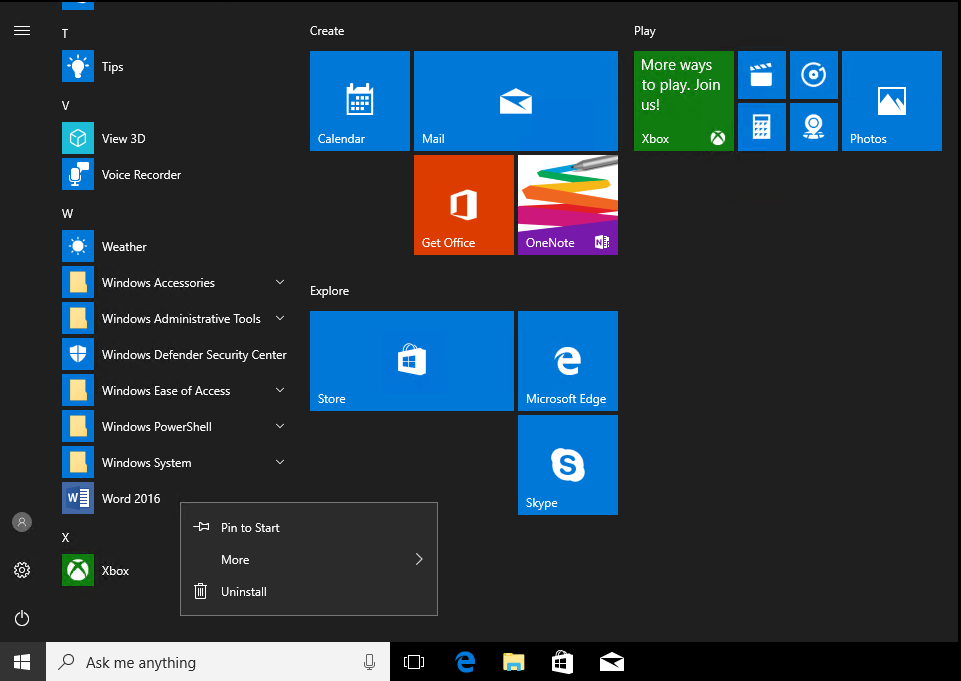 T
Tips
V
View 3D
Voice Recorder
W
Weather
Windows Accessories
Windows Administrative Tools
Windows Defender Security Center
Windows Ease of Access
Windows PowerShell
Windows System
Word 2016
X
Xbox
Pin to Start
More
Uninstall
Create
Calendar
Mail
Get Office
OneNote
Explore
Store
Microsoft Edge
Skype
Play
More ways
to play. Join
us!
Xbox
Photos
Ask me anything